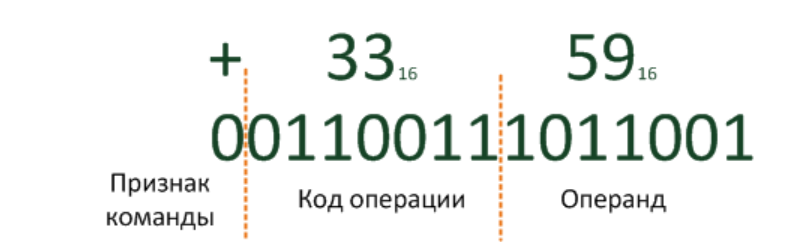 + 33₁₆ 59₁₆
001100111011001
Признак команды
Код операции
Операнд